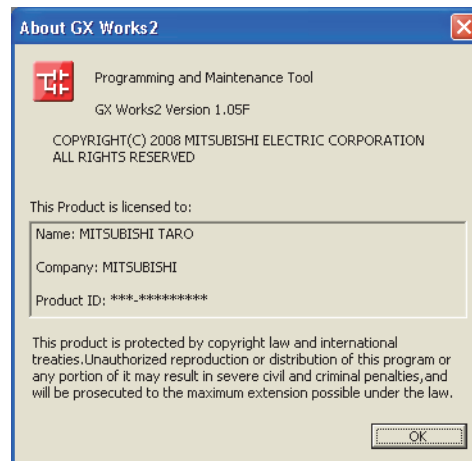 About GX Works2
Programming and Maintenance Tool
GX Works2 Version 1.05F
COPYRIGHT(C) 2008 MITSUBISHI ELECTRIC CORPORATION
ALL RIGHTS RESERVED
This Product is licensed to:
Name: MITSUBISHI TARO
Company: MITSUBISHI
Product ID: ***-*********
This product is protected by copyright law and international
treaties.Unauthorized reproduction or distribution of this program or
any portion of it may result in severe civil and criminal penalties,and
will be prosecuted to the maximum extension possible under the law.
OK